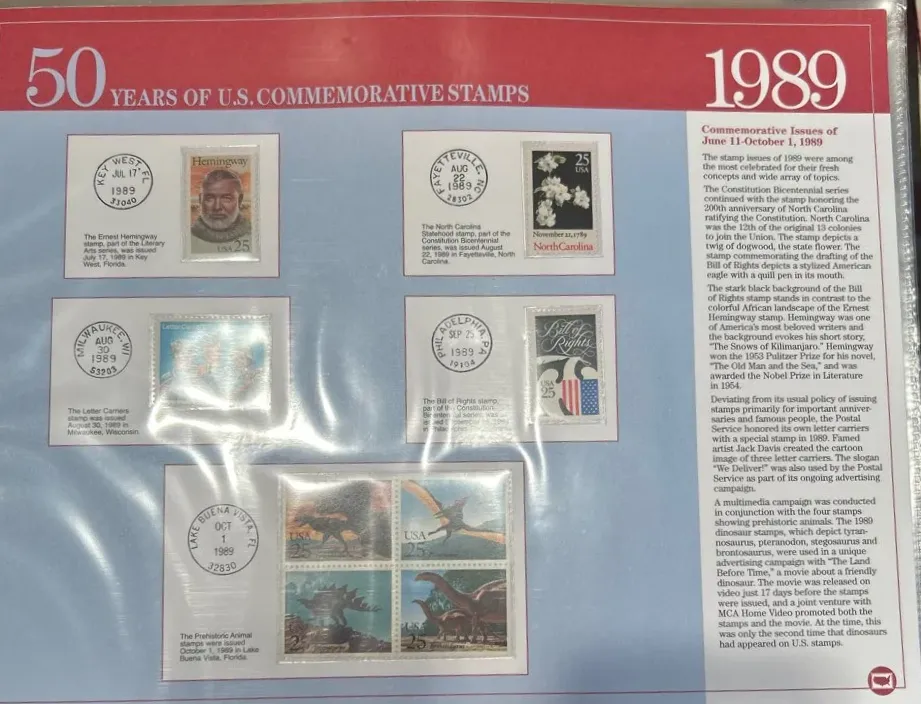 50 YEARS OF U.S. COMMEMORATIVE STAMPS
1989
KEY WEST, FL
JUL 17
1989
33040
Hemingway
USA 25
The Ernest Hemingway
stamp, part of the Literary
Arts series, was issued
July 17, 1989 in Key
West, Florida.
FAYETTEVILLE, NC
AUG
22
1989
28302
25
USA
November 21, 1789
North Carolina
The North Carolina
Statehood stamp, part of the
Constitution Bicentennial
series, was issued August
22, 1989 in Fayetteville, North
Carolina.
MILWAUKEE, WI
AUG
30
1989
53203
Letter
The Letter Carriers
stamp was issued
August 30, 1989 in
Milwaukee, Wisconsin.
PHILADELPHIA, PA
SEP 25
1989
19104
Bill of
Rights
USA
25
The Bill of Rights stamp,
part of the Constitution
Bicentennial series, was
issued September 25,
Philadelphia
LAKE BUENA VISTA, FL
OCT
1
1989
32830
USA
25
USA
25
2
USA
25
The Prehistoric Animal
stamps were issued
October 1, 1989 in Lake
Buena Vista, Florida.
Commemorative Issues of
June 11-October 1, 1989
The stamp issues of 1989 were among
the most celebrated for their fresh
concepts and wide array of topics.
The Constitution Bicentennial series
continued with the stamp honoring the
200th anniversary of North Carolina
ratifying the Constitution. North Carolina
was the 12th of the original 13 colonies
to join the Union. The stamp depicts a
twig of dogwood, the state flower. The
stamp commemorating the drafting of the
Bill of Rights depicts a stylized American
eagle with a quill pen in its mouth.
The stark black background of the Bill
of Rights stamp stands in contrast to the
colorful African landscape of the Ernest
Hemingway stamp. Hemingway was one
of America's most beloved writers and
the background evokes his short story,
"The Snows of Kilimanjaro." Hemingway
won the 1953 Pulitzer Prize for his novel,
"The Old Man and the Sea," and was
awarded the Nobel Prize in Literature
in 1954.
Deviating from its usual policy of issuing
stamps primarily for important anniver-
saries and famous people, the Postal
Service honored its own letter carriers
with a special stamp in 1989. Famed
artist Jack Davis created the cartoon
image of three letter carriers. The slogan
"We Deliver!" was also used by the Postal
Service as part of its ongoing advertising
campaign.
A multimedia campaign was conducted
in conjunction with the four stamps
showing prehistoric animals. The 1989
dinosaur stamps, which depict tyran-
nosaurus, pteranodon, stegosaurus and
brontosaurus, were used in a unique
advertising campaign with "The Land
Before Time," a movie about a friendly
dinosaur. The movie was released on
video just 17 days before the stamps
were issued, and a joint venture with
MCA Home Video promoted both the
stamps and the movie. At the time, this
was only the second time that dinosaurs
had appeared on U.S. stamps.